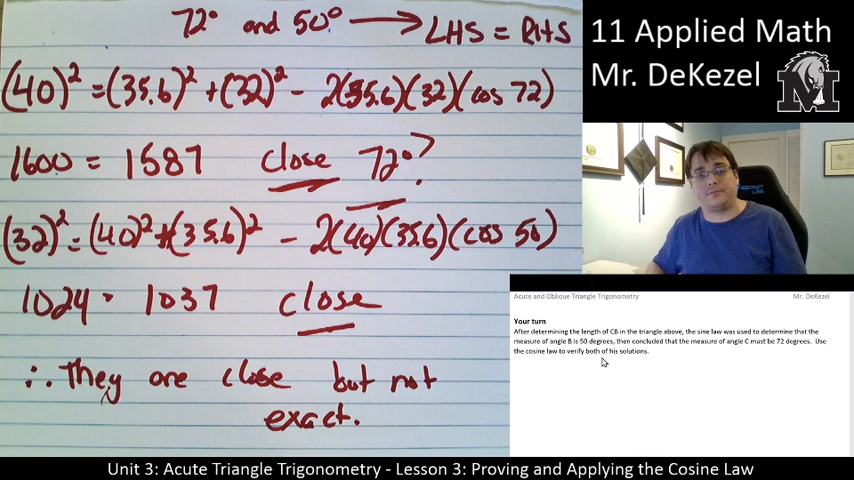 72° and 50° → LHS = RHS
(40)² = (35.6)² + (32)² - 2(35.6)(32)(cos 72)
1600 = 1587 close 72°?
(32)² = (40)² + (35.6)² - 2(40)(35.6)(cos 50)
1024 = 1037 close
∴ They are close but not
exact.
11 Applied Math
Mr. DeKezel
M
Acute and Oblique Triangle Trigonometry Mr. DeKezel
Your turn
After determining the length of CB in the triangle above, the sine law was used to determine that the
measure of angle B is 50 degrees, then concluded that the measure of angle C must be 72 degrees. Use
the cosine law to verify both of his solutions.
Unit 3: Acute Triangle Trigonometry - Lesson 3: Proving and Applying the Cosine Law